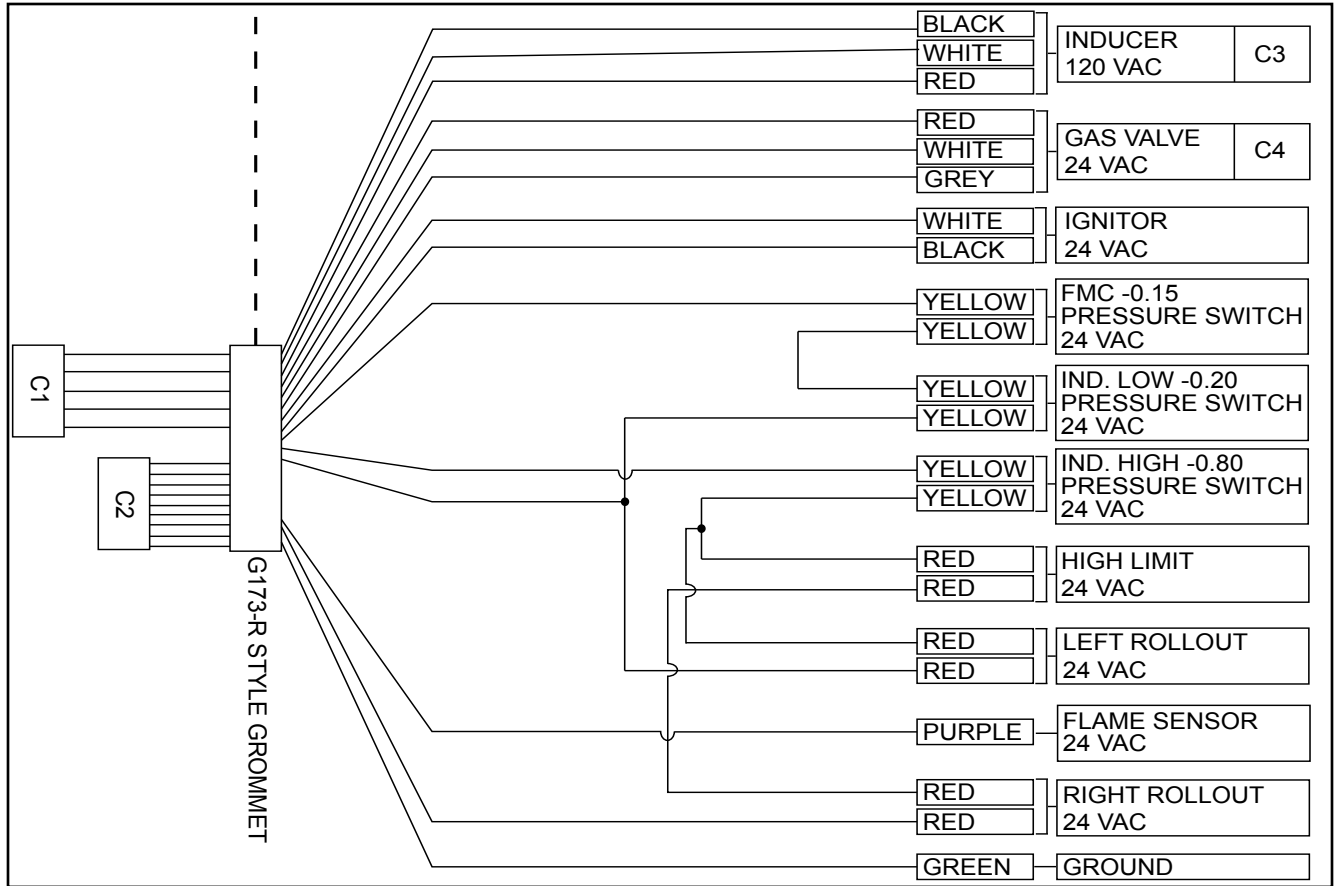 BLACK
WHITE
RED
INDUCER
120 VAC
C3
RED
WHITE
GREY
GAS VALVE
24 VAC
C4
WHITE
BLACK
IGNITOR
24 VAC
YELLOW
YELLOW
FMC -0.15
PRESSURE SWITCH
24 VAC
YELLOW
YELLOW
IND. LOW -0.20
PRESSURE SWITCH
24 VAC
YELLOW
YELLOW
IND. HIGH -0.80
PRESSURE SWITCH
24 VAC
RED
RED
HIGH LIMIT
24 VAC
RED
RED
LEFT ROLLOUT
24 VAC
PURPLE
FLAME SENSOR
24 VAC
RED
RED
RIGHT ROLLOUT
24 VAC
GREEN
GROUND
C1
C2
G173-R STYLE GROMMET